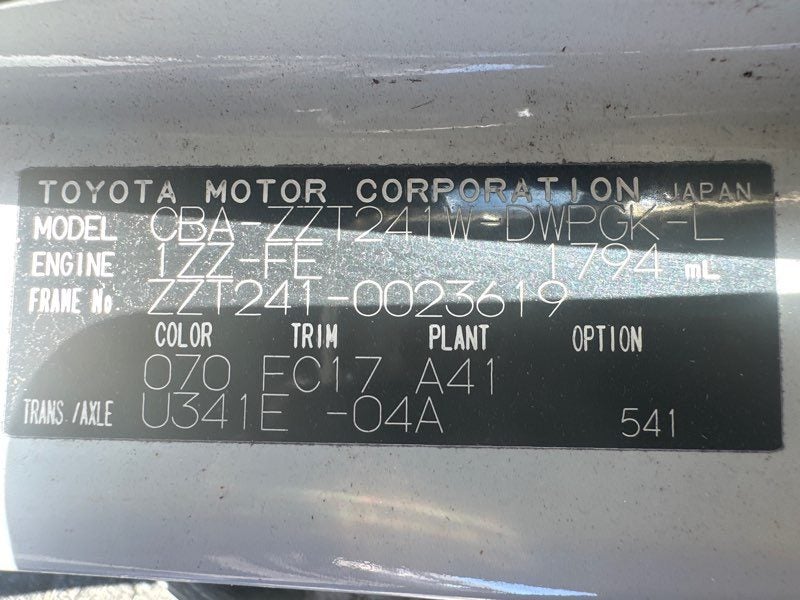 TOYOTA MOTOR CORPORATION JAPAN
MODEL CBA-ZZT241W-DWPGK-L
ENGINE 1ZZ-FE 1794 mL
FRAME No ZZT241-0023619
COLOR TRIM PLANT OPTION
070 FC17 A41
TRANS./AXLE U341E -04A 541